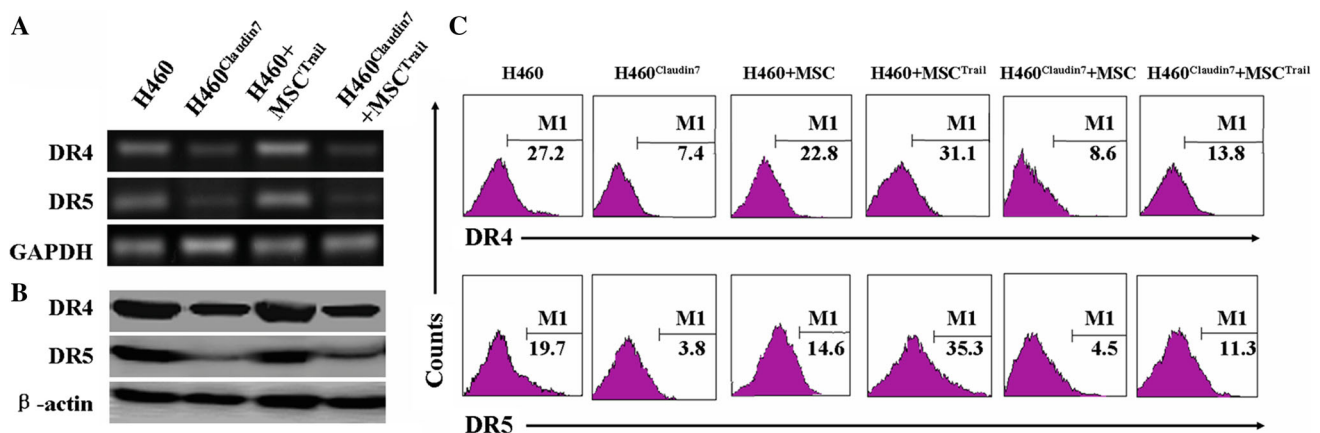 A
H460
H460Claudin7
H460+
MSCTrail
H460Claudin7
+MSCTrail
DR4
DR5
GAPDH
B
DR4
DR5
β-actin
C
H460 H460Claudin7 H460+MSC H460+MSCTrail H460Claudin7+MSC H460Claudin7+MSCTrail
M1 M1 M1 M1 M1 M1
27.2 7.4 22.8 31.1 8.6 13.8
DR4
M1 M1 M1 M1 M1 M1
19.7 3.8 14.6 35.3 4.5 11.3
DR5
Counts